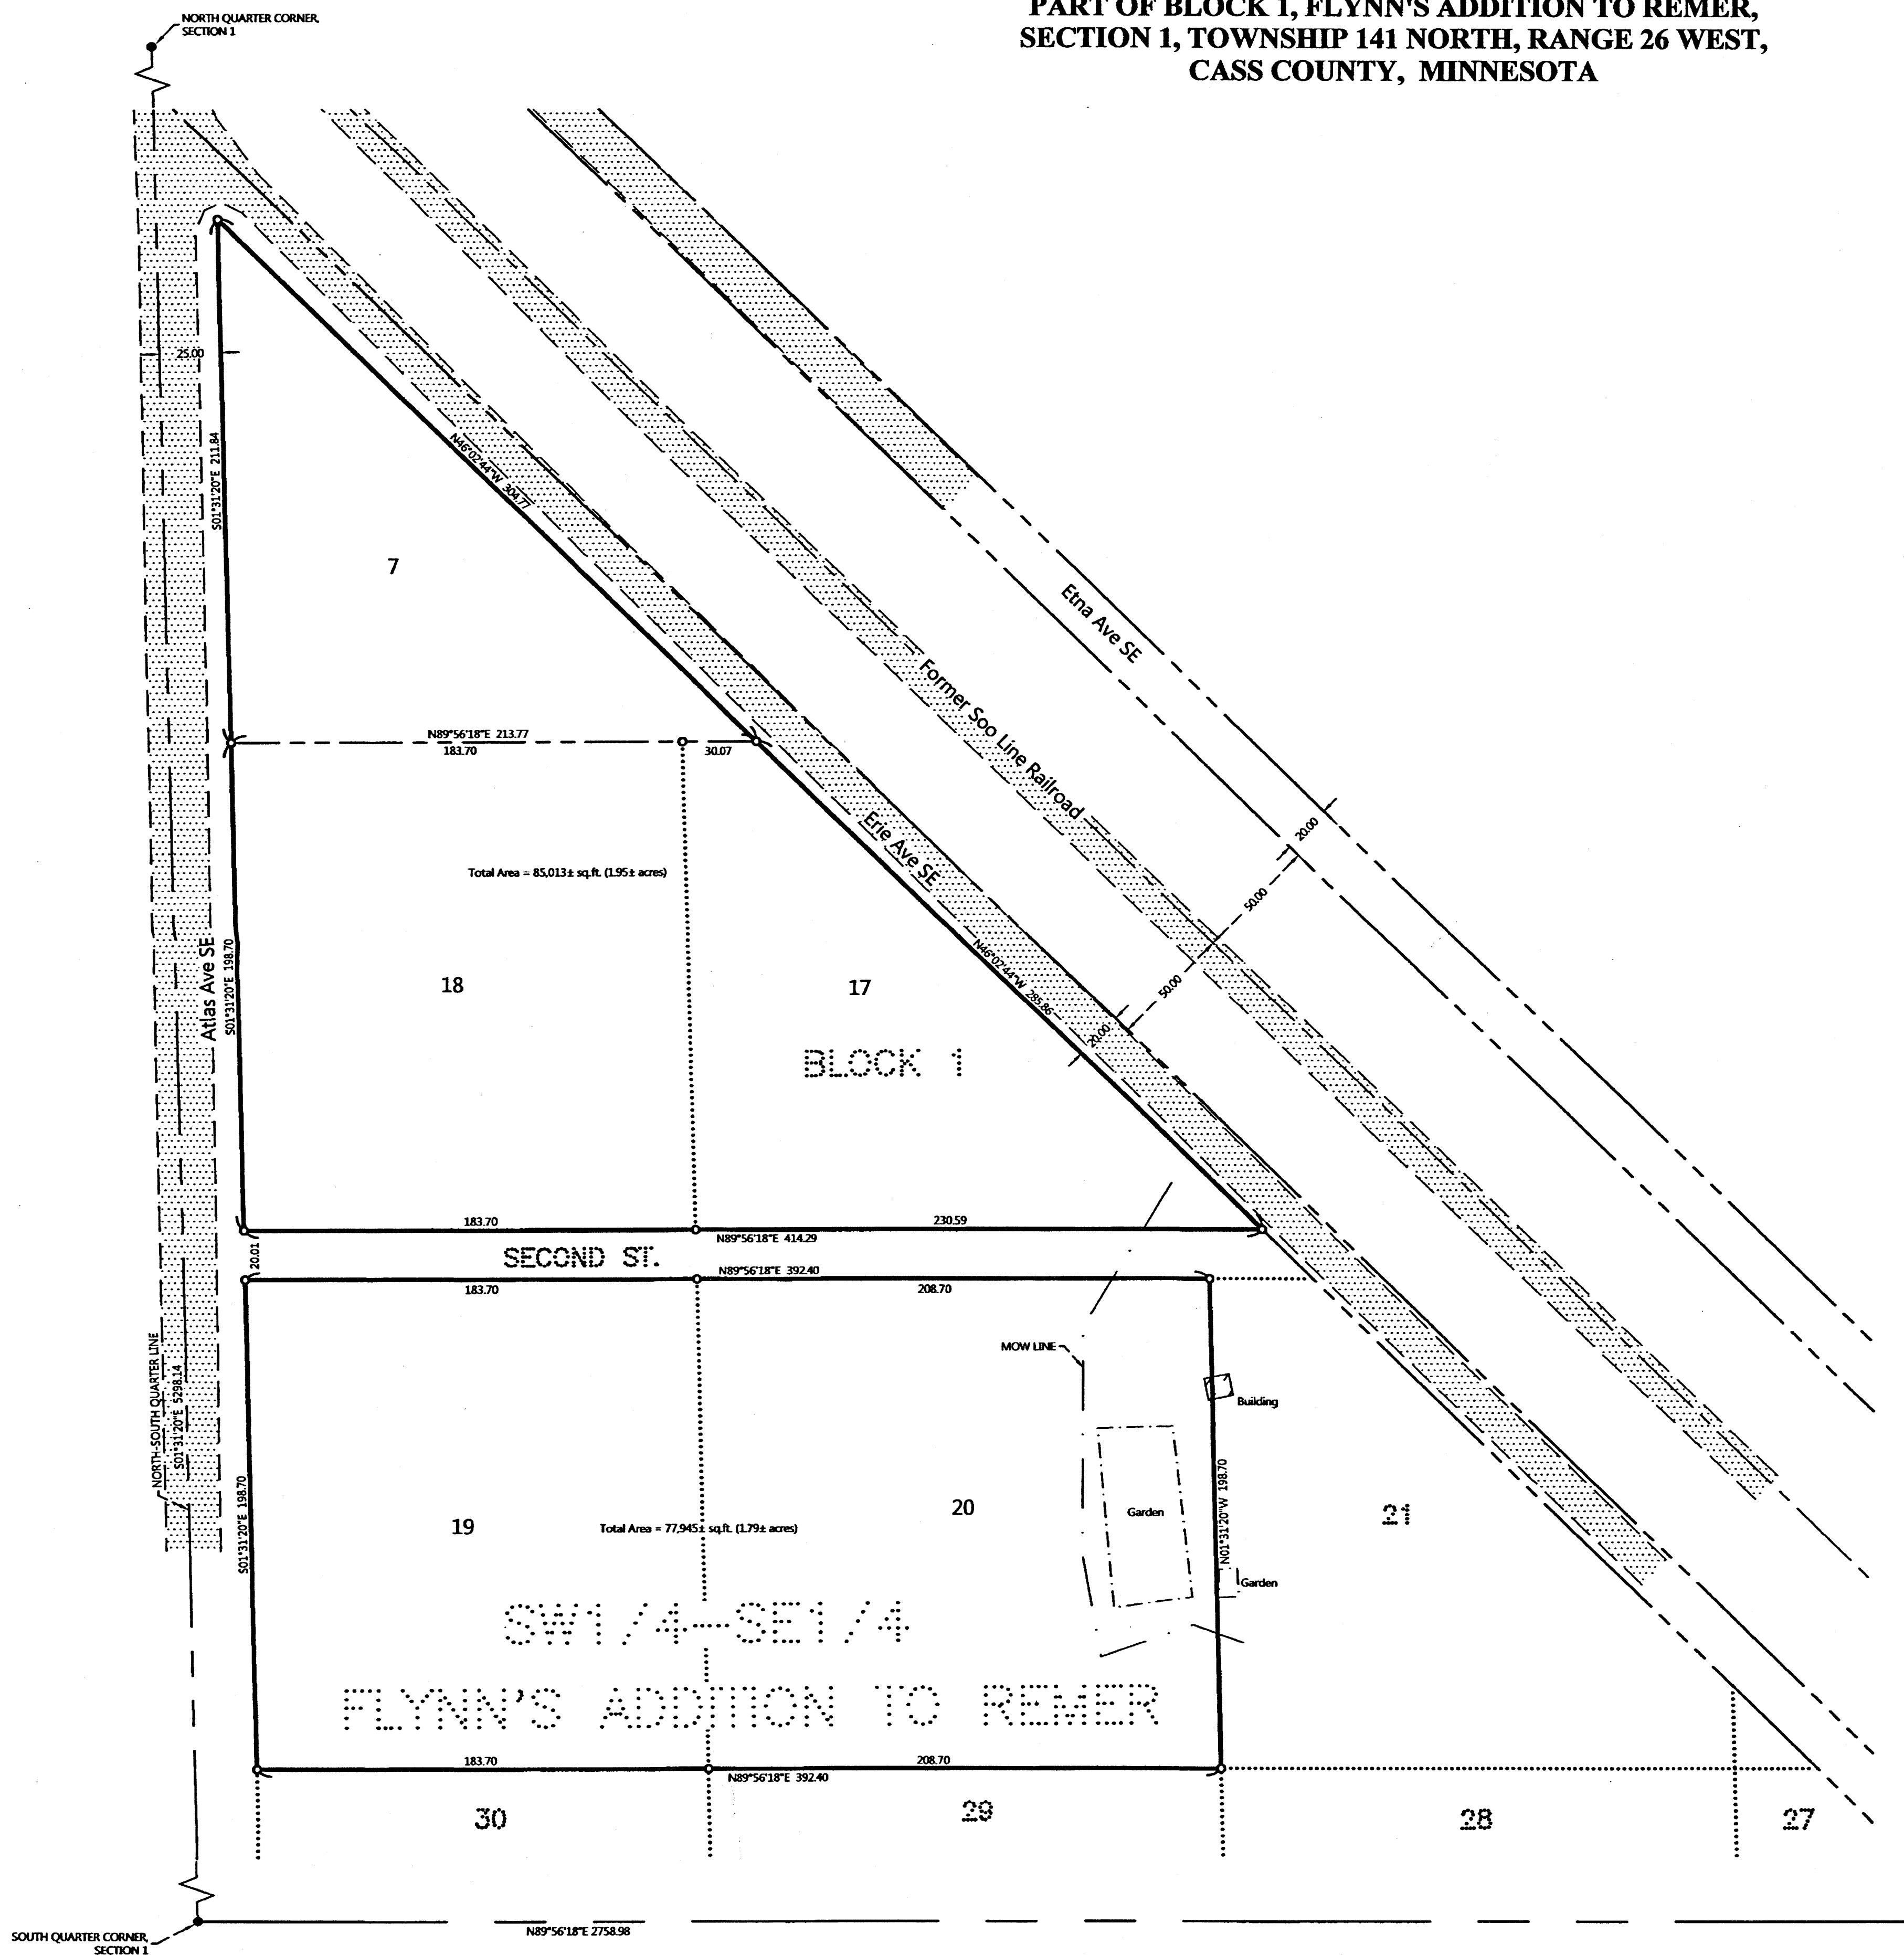 PART OF BLOCK 1, FLYNN'S ADDITION TO REMER,
SECTION 1, TOWNSHIP 141 NORTH, RANGE 26 WEST,
CASS COUNTY, MINNESOTA
NORTH QUARTER CORNER,
SECTION 1
25.00
S01°31'20"E 211.84
N46°02'44"W 304.77
7
Etna Ave SE
Former Soo Line Railroad
N89°56'18"E 213.77
183.70
30.07
Erie Ave SE
20.00
50.00
50.00
20.00
Total Area = 85,013± sq.ft. (1.95± acres)
Atlas Ave SE
S01°31'20"E 198.70
N46°02'44"W 285.86
18
17
BLOCK 1
183.70
230.59
N89°56'18"E 414.29
20.01
SECOND ST.
N89°56'18"E 392.40
183.70
208.70
NORTH-SOUTH QUARTER LINE
S01°31'20"E 5298.14
MOW LINE
Building
S01°31'20"E 198.70
N01°31'20"W 198.70
19
Total Area = 77,945± sq.ft. (1.79± acres)
20
Garden
21
Garden
SW1/4-SE1/4
FLYNN'S ADDITION TO REMER
183.70
208.70
N89°56'18"E 392.40
30
29
28
27
N89°56'18"E 2758.98
SOUTH QUARTER CORNER,
SECTION 1